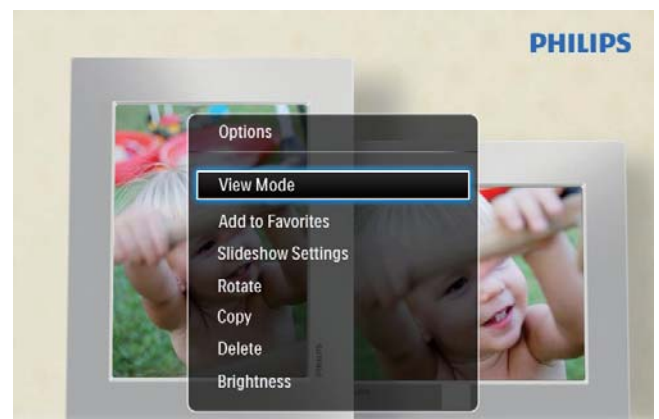 PHILIPS
Options
View Mode
Add to Favorites
Slideshow Settings
Rotate
Copy
Delete
Brightness